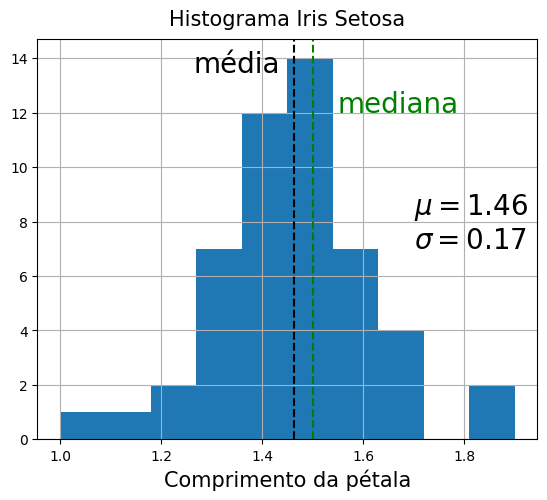 Histograma Iris Setosa
14
12
10
8
6
4
2
0
média
mediana
μ = 1.46
σ = 0.17
1.0 1.2 1.4 1.6 1.8
Comprimento da pétala